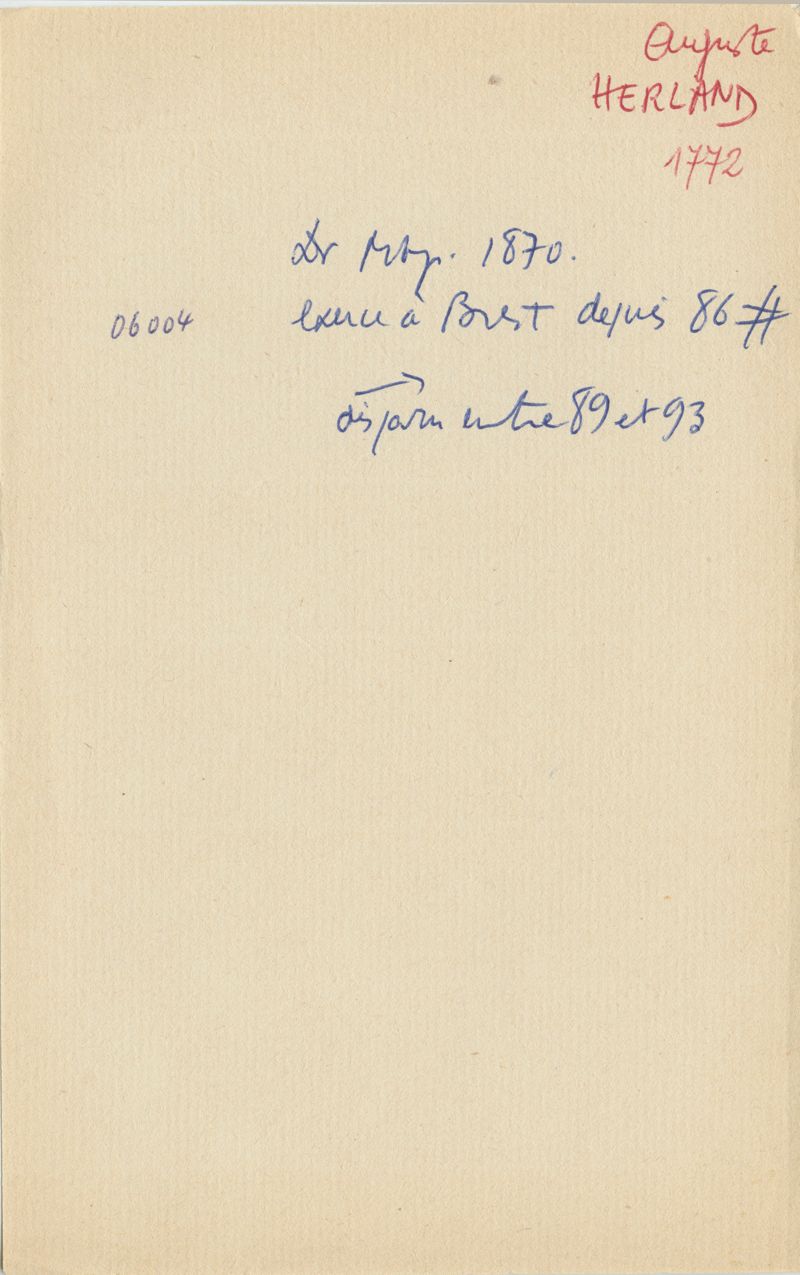 Auguste
HERLAND
1772
Dr Mtp. 1870.
06004 exerce à Brest depuis 86 #
disparu entre 89 et 93